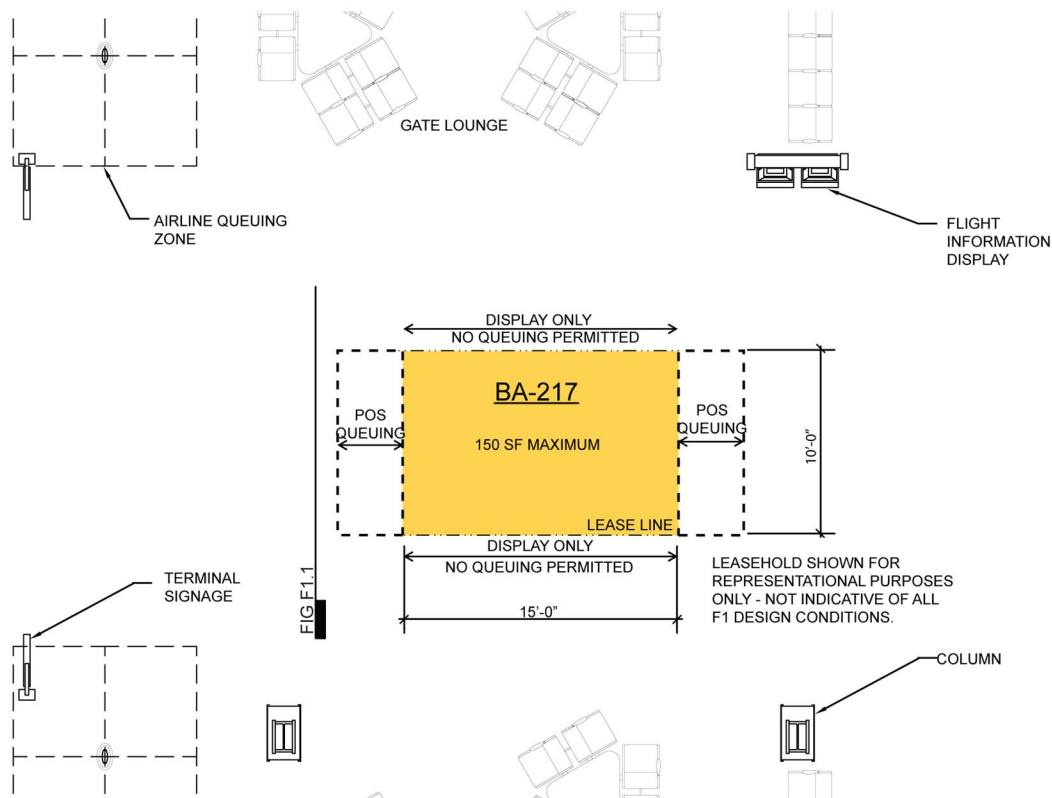 GATE LOUNGE
AIRLINE QUEUING
ZONE
FLIGHT
INFORMATION
DISPLAY
DISPLAY ONLY
NO QUEUING PERMITTED
BA-217
POS
QUEUING
150 SF MAXIMUM
POS
QUEUING
10'-0"
LEASE LINE
DISPLAY ONLY
NO QUEUING PERMITTED
15'-0"
FIG F1.1
LEASEHOLD SHOWN FOR
REPRESENTATIONAL PURPOSES
ONLY - NOT INDICATIVE OF ALL
F1 DESIGN CONDITIONS.
TERMINAL
SIGNAGE
COLUMN